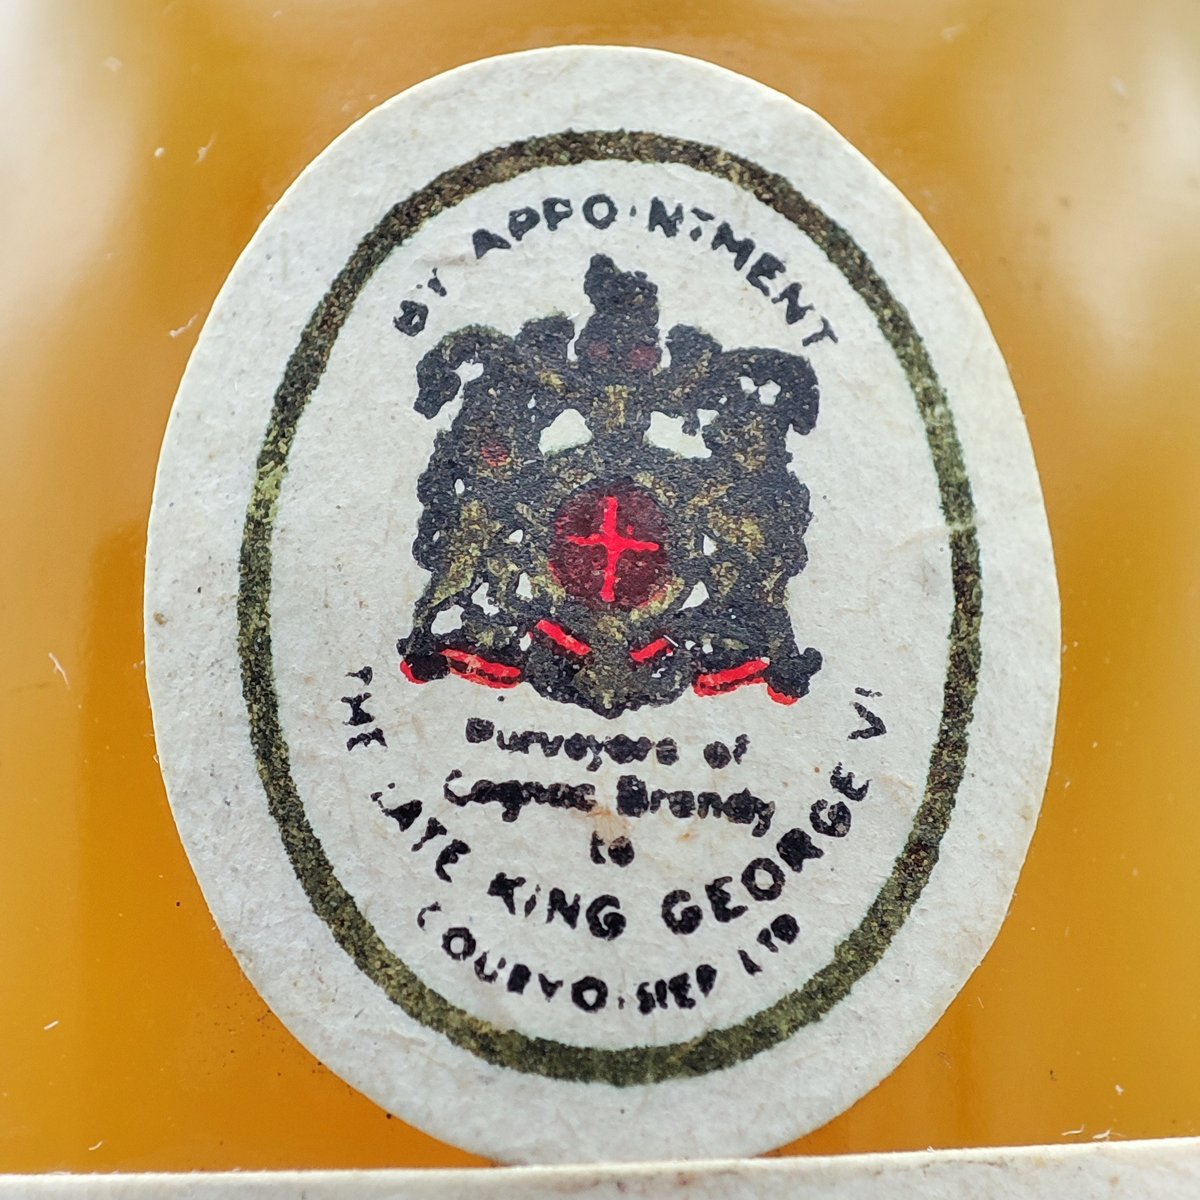 BY APPOINTMENT
Purveyors of
Cognac Brandy
to
THE LATE KING GEORGE VI
COURVOISIER LTD